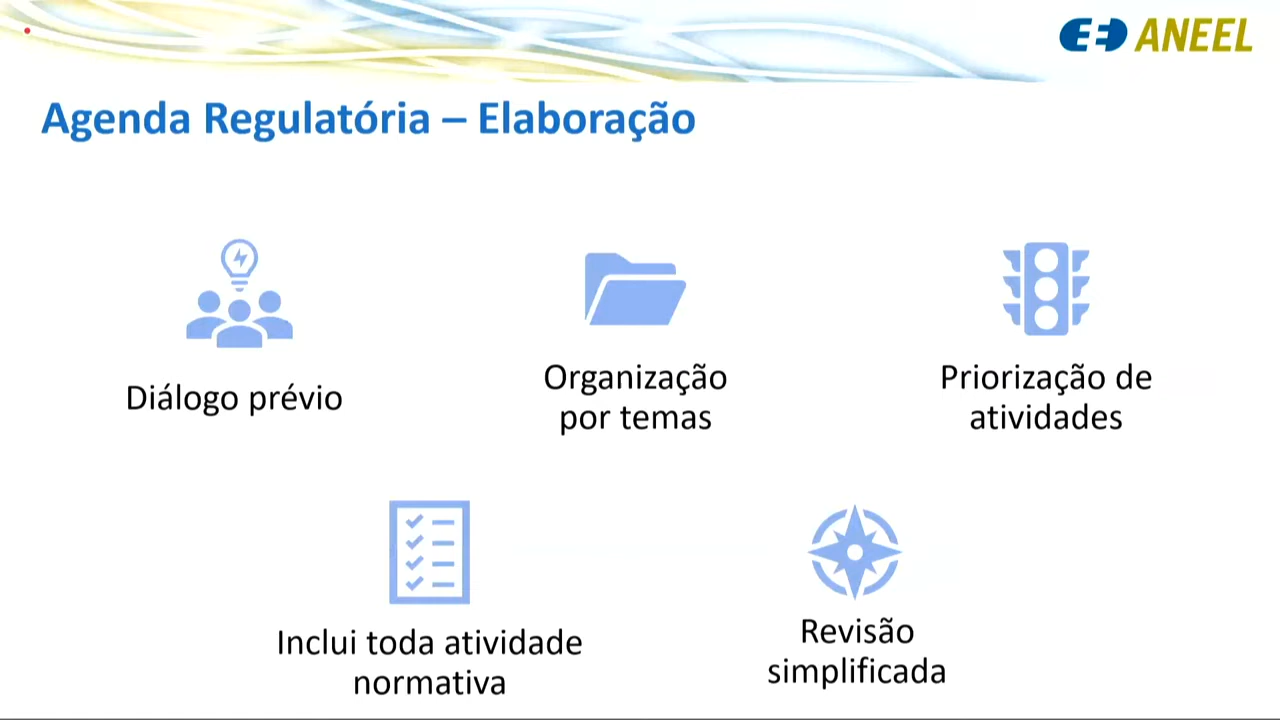 ANEEL
Agenda Regulatória – Elaboração
Diálogo prévio
Organização
por temas
Priorização de
atividades
Inclui toda atividade
normativa
Revisão
simplificada